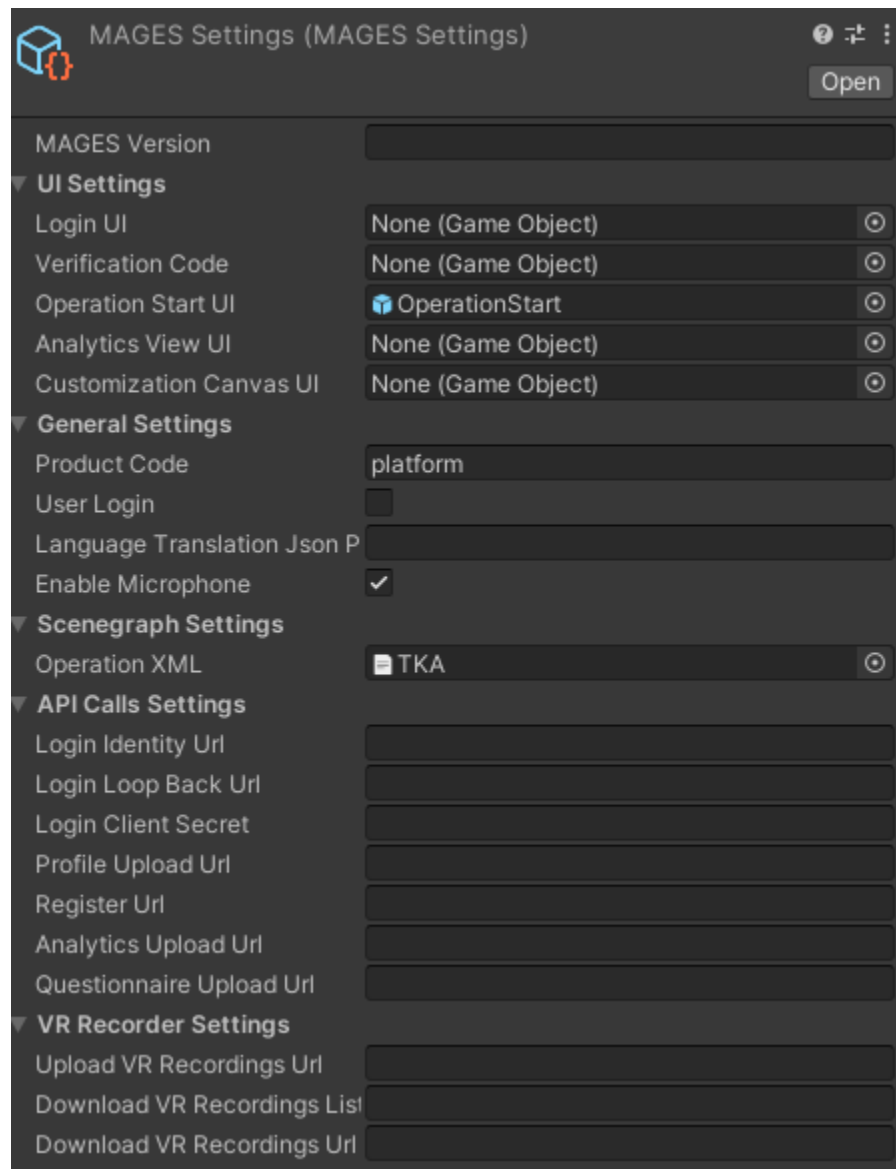 MAGES Settings (MAGES Settings)
Open
MAGES Version
UI Settings
Login UI None (Game Object)
Verification Code None (Game Object)
Operation Start UI OperationStart
Analytics View UI None (Game Object)
Customization Canvas UI None (Game Object)
General Settings
Product Code platform
User Login
Language Translation Json P
Enable Microphone
Scenegraph Settings
Operation XML TKA
API Calls Settings
Login Identity Url
Login Loop Back Url
Login Client Secret
Profile Upload Url
Register Url
Analytics Upload Url
Questionnaire Upload Url
VR Recorder Settings
Upload VR Recordings Url
Download VR Recordings List
Download VR Recordings Url